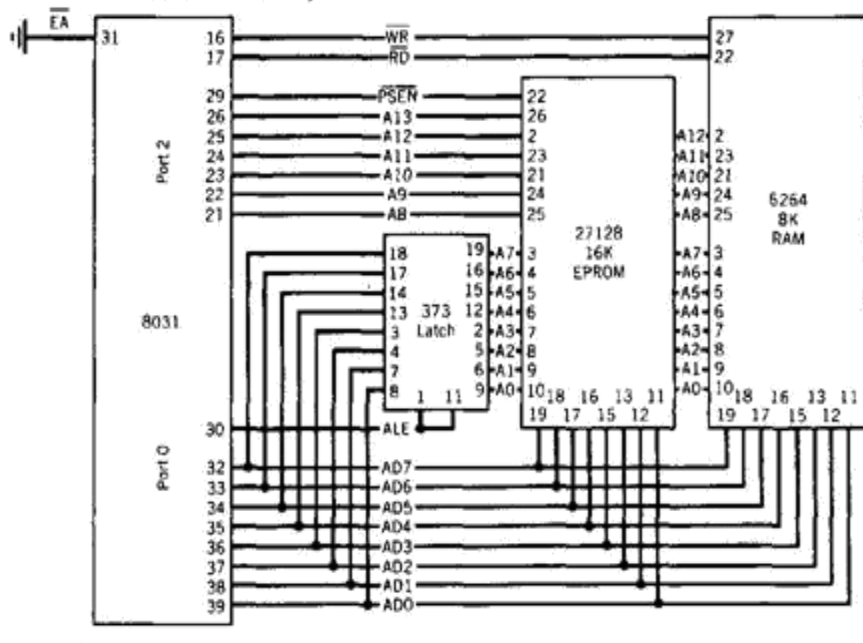 EA
31
16 WR 27
17 RD 22
29 PSEN 22
26 A13 26
25 A12 2 A12 2
24 A11 23 A11 23
23 A10 21 A10 21
22 A9 24 A9 24
21 A8 25 A8 25
Port 2
8031
Port 0
18 19 A7 3 A7 3
17 16 A6 4 A6 4
14 15 A5 5 A5 5
13 12 A4 6 A4 6
3 2 A3 7 A3 7
4 5 A2 8 A2 8
7 6 A1 9 A1 9
8 9 A0 10 A0 10
1 11
373
Latch
27128
16K
EPROM
6264
8K
RAM
18 16 13 11
19 17 15 12
18 16 13 11
19 17 15 12
30 ALE
32 AD7
33 AD6
34 AD5
35 AD4
36 AD3
37 AD2
38 AD1
39 AD0